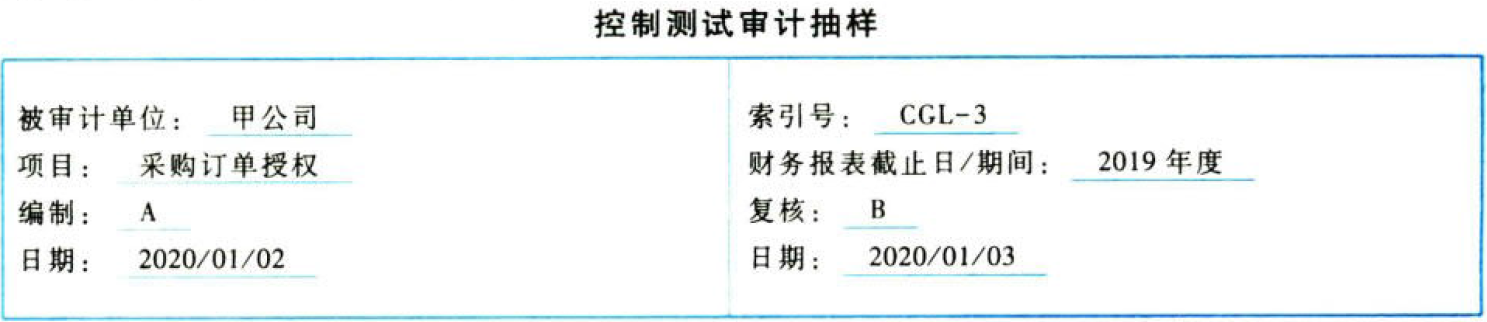 控制测试审计抽样
被审计单位： 甲公司
项目： 采购订单授权
编制： A
日期： 2020/01/02
索引号： CGL-3
财务报表截止日/期间： 2019 年度
复核： B
日期： 2020/01/03